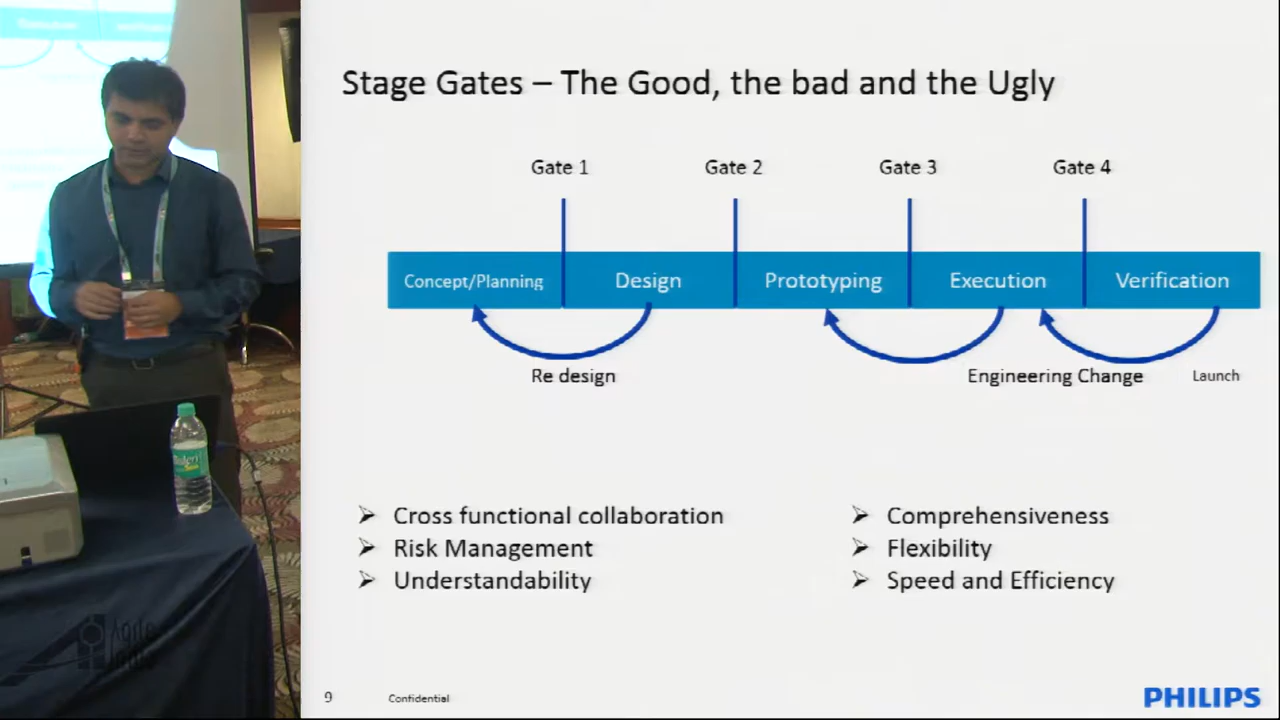 Stage Gates – The Good, the bad and the Ugly
Gate 1 Gate 2 Gate 3 Gate 4
Concept/Planning Design Prototyping Execution Verification
Re design Engineering Change Launch
➢ Cross functional collaboration
➢ Risk Management
➢ Understandability
➢ Comprehensiveness
➢ Flexibility
➢ Speed and Efficiency
9 Confidential PHILIPS
Agile
India